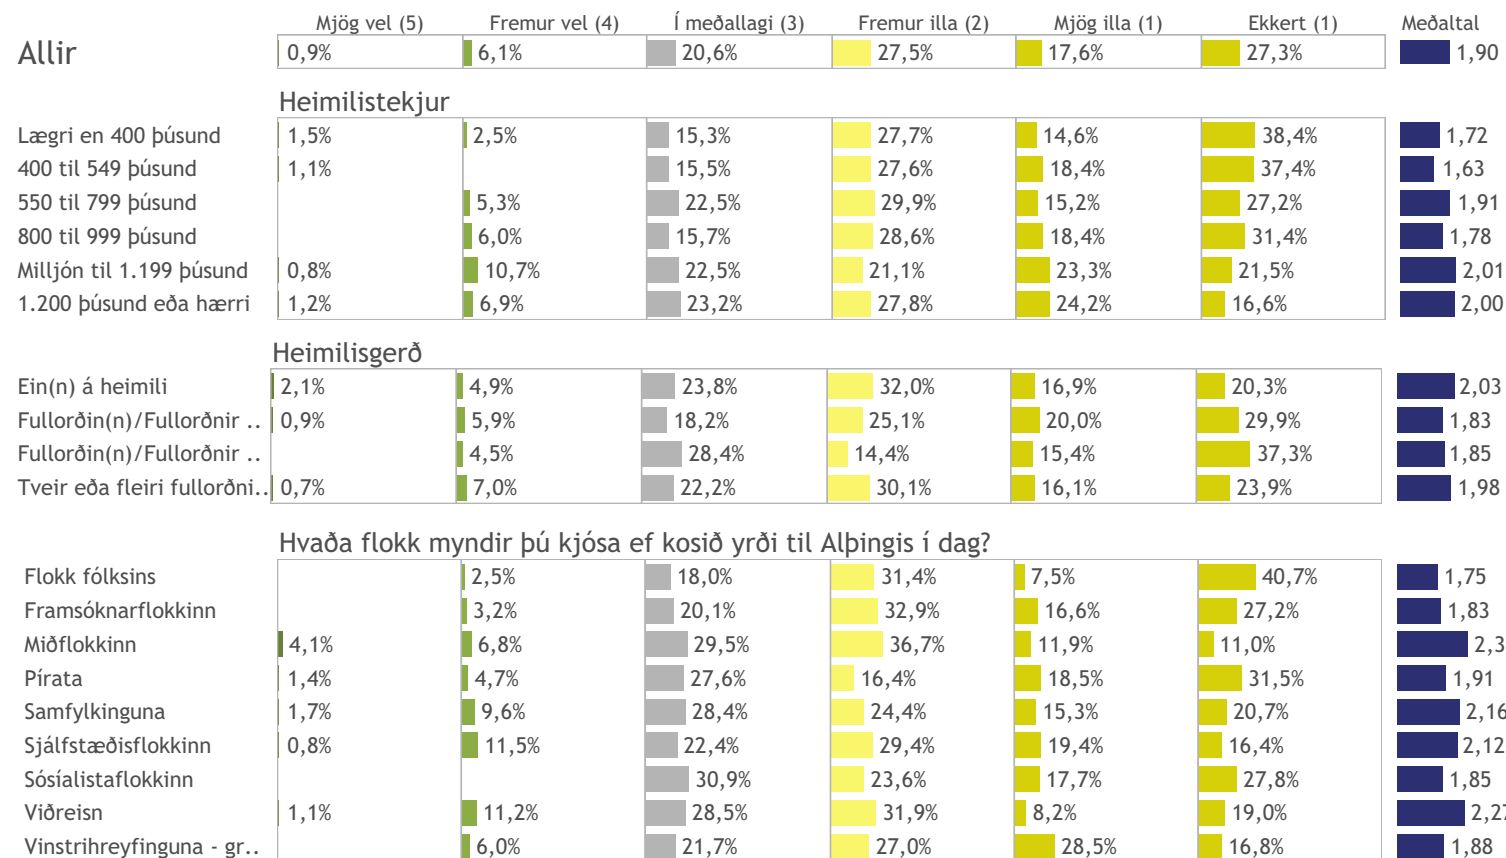 Mjög vel (5) Fremur vel (4) Í meðallagi (3) Fremur illa (2) Mjög illa (1) Ekkert (1) Meðaltal
Allir 0,9% 6,1% 20,6% 27,5% 17,6% 27,3% 1,90
Heimilistekjur
Lægri en 400 þúsund 1,5% 2,5% 15,3% 27,7% 14,6% 38,4% 1,72
400 til 549 þúsund 1,1% 15,5% 27,6% 18,4% 37,4% 1,63
550 til 799 þúsund 5,3% 22,5% 29,9% 15,2% 27,2% 1,91
800 til 999 þúsund 6,0% 15,7% 28,6% 18,4% 31,4% 1,78
Milljón til 1.199 þúsund 0,8% 10,7% 22,5% 21,1% 23,3% 21,5% 2,01
1.200 þúsund eða hærri 1,2% 6,9% 23,2% 27,8% 24,2% 16,6% 2,00
Heimilisgerð
Ein(n) á heimili 2,1% 4,9% 23,8% 32,0% 16,9% 20,3% 2,03
Fullorðin(n)/Fullorðnir .. 0,9% 5,9% 18,2% 25,1% 20,0% 29,9% 1,83
Fullorðin(n)/Fullorðnir .. 4,5% 28,4% 14,4% 15,4% 37,3% 1,85
Tveir eða fleiri fullorðni.. 0,7% 7,0% 22,2% 30,1% 16,1% 23,9% 1,98
Hvaða flokk myndir þú kjósa ef kosið yrði til Alþingis í dag?
Flokk fólksins 2,5% 18,0% 31,4% 7,5% 40,7% 1,75
Framsóknarflokkinn 3,2% 20,1% 32,9% 16,6% 27,2% 1,83
Miðflokkinn 4,1% 6,8% 29,5% 36,7% 11,9% 11,0% 2,3
Pírata 1,4% 4,7% 27,6% 16,4% 18,5% 31,5% 1,91
Samfylkinguna 1,7% 9,6% 28,4% 24,4% 15,3% 20,7% 2,16
Sjálfstæðisflokkinn 0,8% 11,5% 22,4% 29,4% 19,4% 16,4% 2,12
Sósíalistaflokkinn 30,9% 23,6% 17,7% 27,8% 1,85
Viðreisn 1,1% 11,2% 28,5% 31,9% 8,2% 19,0% 2,27
Vinstrihreyfinguna - gr.. 6,0% 21,7% 27,0% 28,5% 16,8% 1,88